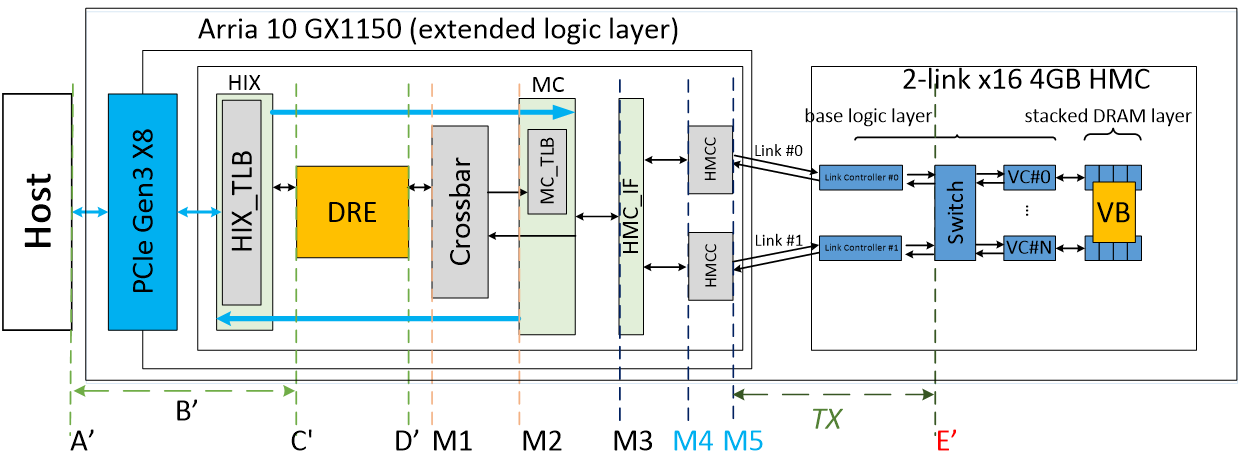 Arria 10 GX1150 (extended logic layer)
2-link x16 4GB HMC
HIX
MC
base logic layer
stacked DRAM layer
Host
PCIe Gen3 X8
HIX_TLB
DRE
Crossbar
MC_TLB
HMC_IF
HMCC
HMCC
Link #0
Link #1
Link Controller #0
Link Controller #1
Switch
VC#0
...
VC#N
VB
B’
TX
A’
C'
D’
M1
M2
M3
M4
M5
E’